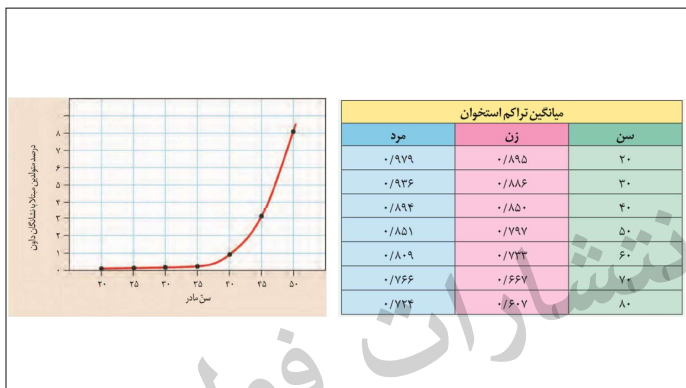 میانگین تراکم استخوان
سن زن مرد
۲۰ ۰/۸۹۵ ۰/۹۷۹
۳۰ ۰/۸۸۶ ۰/۹۳۶
۴۰ ۰/۸۵۰ ۰/۸۹۴
۵۰ ۰/۷۹۷ ۰/۸۵۱
۶۰ ۰/۷۳۳ ۰/۸۰۹
۷۰ ۰/۶۶۷ ۰/۷۶۶
۸۰ ۰/۶۰۷ ۰/۷۲۴
درصد متولدین مبتلا با نشانگان داون
۸
۷
۶
۵
۴
۳
۲
۱
۰
۲۰ ۲۵ ۳۰ ۳۵ ۴۰ ۴۵ ۵۰
سن مادر
انتشارات